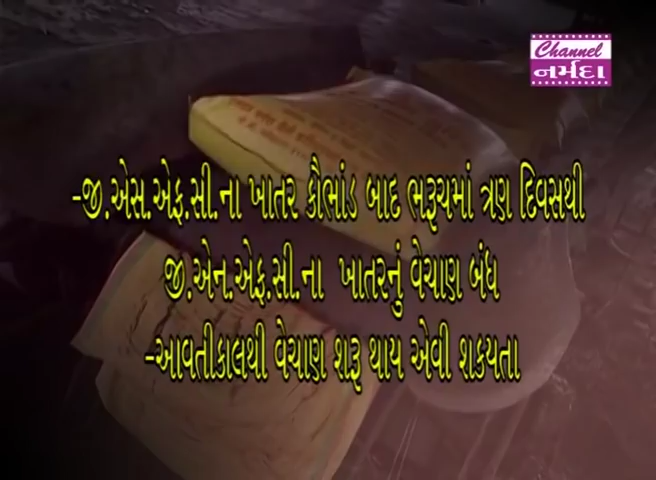 Channel
નર્મદા
-જી.એસ.એફ.સી.ના ખાતર કૌભાંડ બાદ ભરૂચમાં ત્રણ દિવસથી
જી.એન.એફ.સી.ના ખાતરનું વેચાણ બંધ
-આવતીકાલથી વેચાણ શરૂ થાય એવી શકયતા